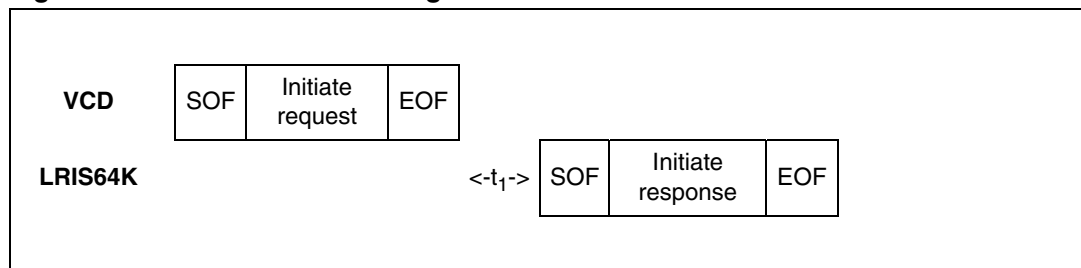 VCD
SOF
Initiate
request
EOF
LRIS64K
<-t1->
SOF
Initiate
response
EOF